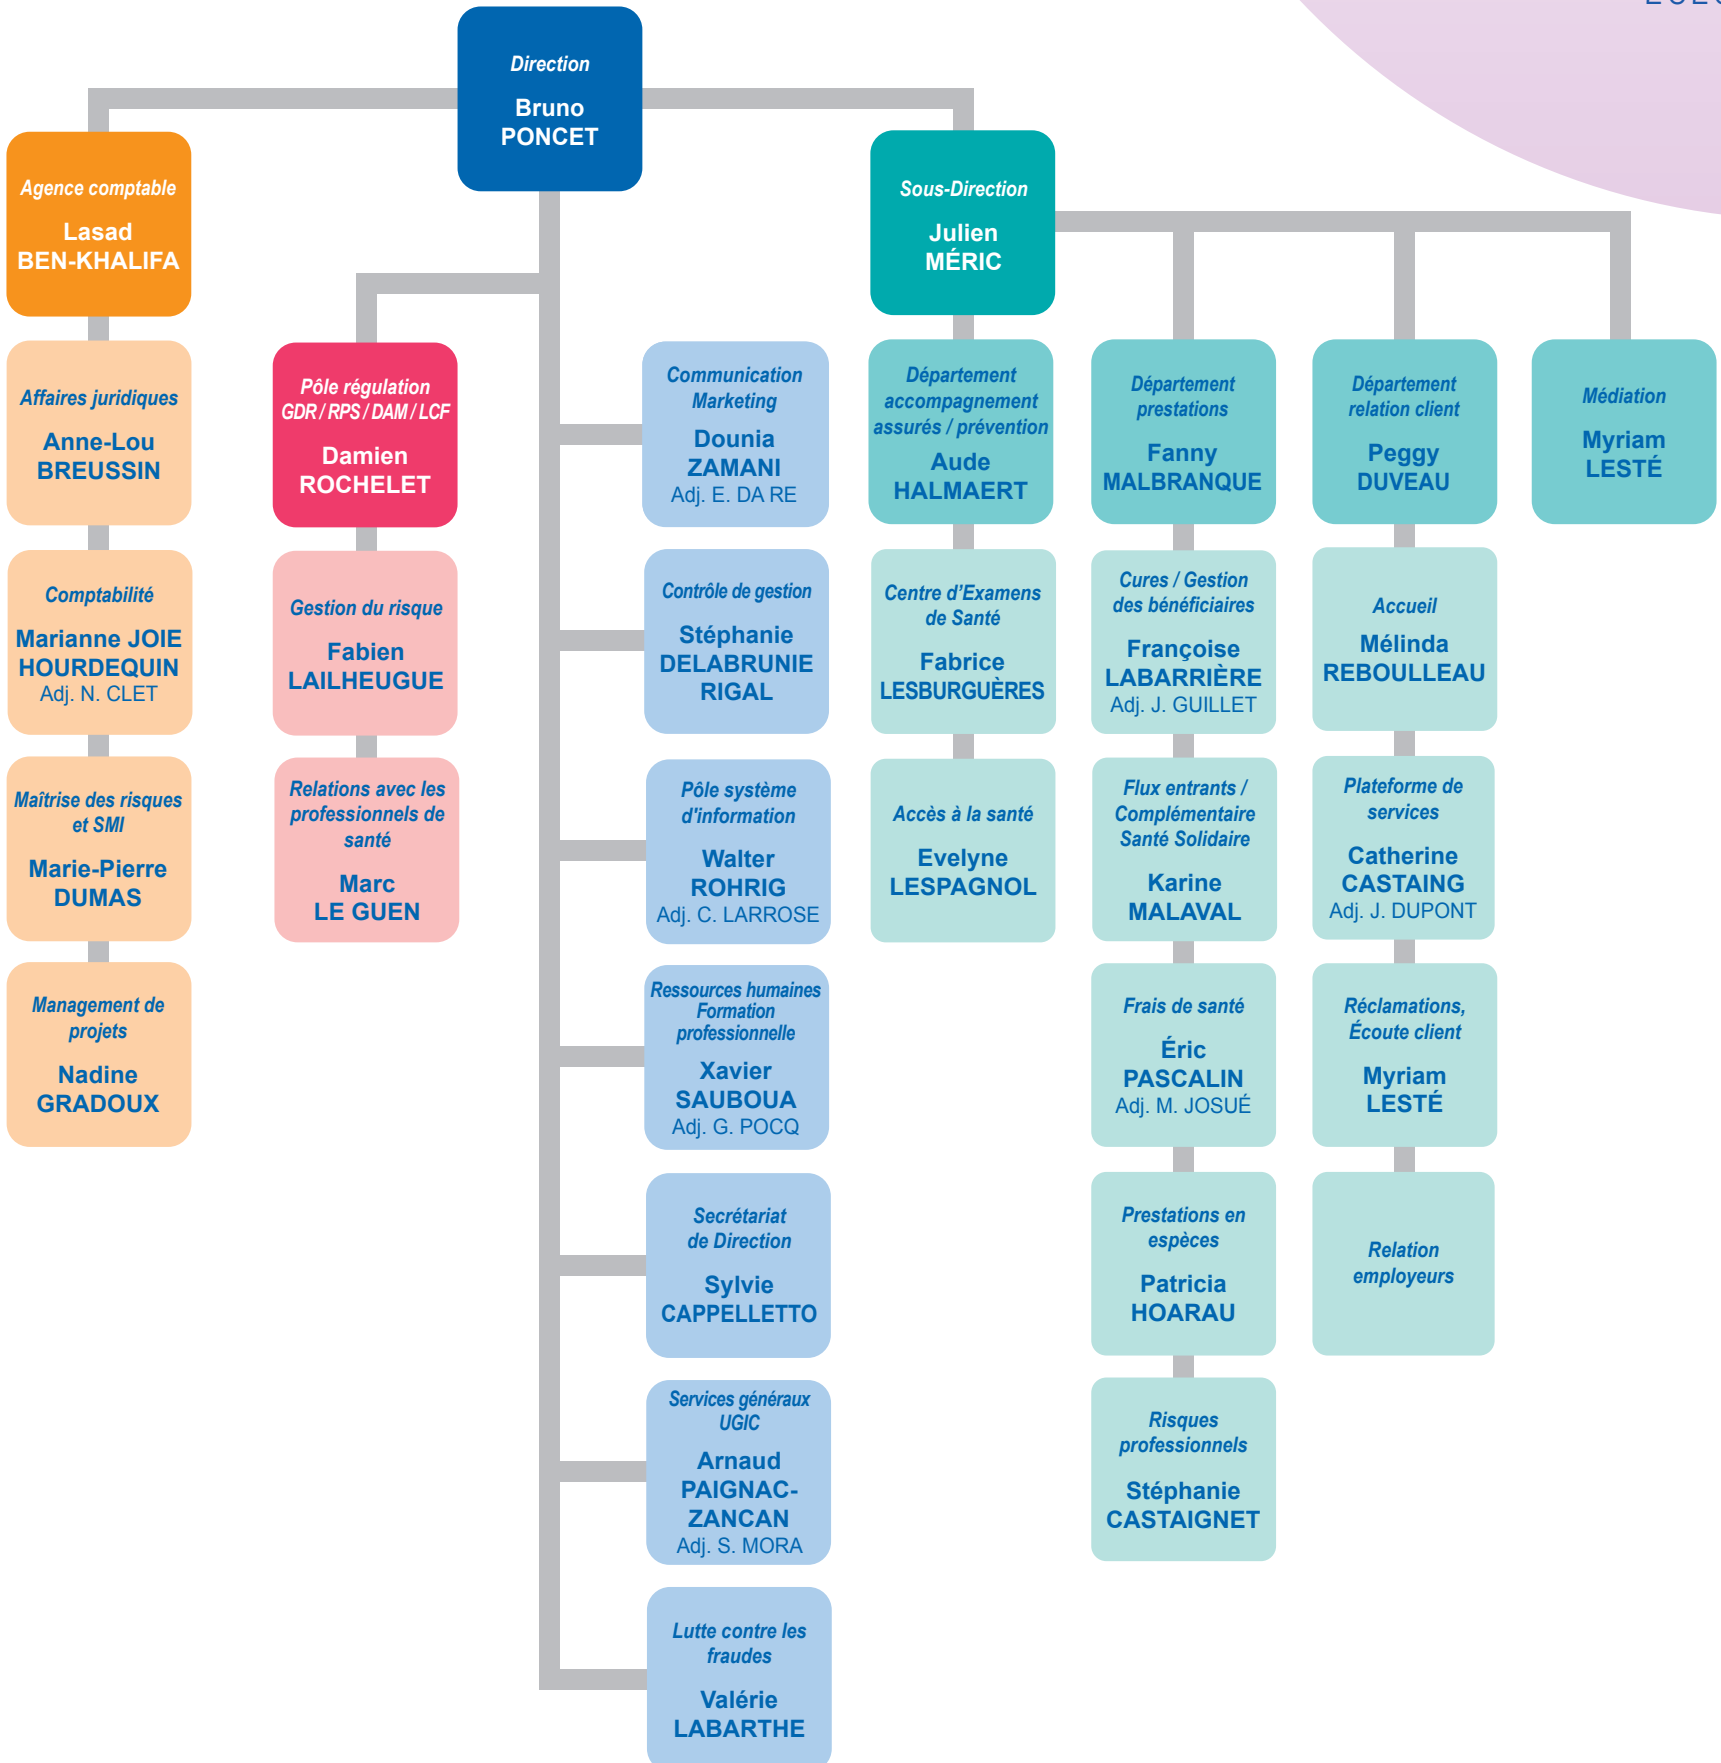 Direction
Bruno
PONCET
Agence comptable
Lasad
BEN-KHALIFA
Sous-Direction
Julien
MÉRIC
Affaires juridiques
Anne-Lou
BREUSSIN
Comptabilité
Marianne JOIE
HOURDEQUIN
Adj. N. CLET
Maîtrise des risques
et SMI
Marie-Pierre
DUMAS
Management de
projets
Nadine
GRADOUX
Pôle régulation
GDR / RPS / DAM / LCF
Damien
ROCHELET
Gestion du risque
Fabien
LAILHEUGUE
Relations avec les
professionnels de
santé
Marc
LE GUEN
Communication
Marketing
Dounia
ZAMANI
Adj. E. DA RE
Contrôle de gestion
Stéphanie
DELABRUNIE
RIGAL
Pôle système
d'information
Walter
ROHRIG
Adj. C. LARROSE
Ressources humaines
Formation
professionnelle
Xavier
SAUBOUA
Adj. G. POCQ
Secrétariat
de Direction
Sylvie
CAPPELLETTO
Services généraux
UGIC
Arnaud
PAIGNAC-
ZANCAN
Adj. S. MORA
Lutte contre les
fraudes
Valérie
LABARTHE
Département
accompagnement
assurés / prévention
Aude
HALMAERT
Centre d'Examens
de Santé
Fabrice
LESBURGUÈRES
Accès à la santé
Evelyne
LESPAGNOL
Département
prestations
Fanny
MALBRANQUE
Cures / Gestion
des bénéficiaires
Françoise
LABARRIÈRE
Adj. J. GUILLET
Flux entrants /
Complémentaire
Santé Solidaire
Karine
MALAVAL
Frais de santé
Éric
PASCALIN
Adj. M. JOSUÉ
Prestations en
espèces
Patricia
HOARAU
Risques
professionnels
Stéphanie
CASTAIGNET
Département
relation client
Peggy
DUVEAU
Accueil
Mélinda
REBOULLEAU
Plateforme de
services
Catherine
CASTAING
Adj. J. DUPONT
Réclamations,
Écoute client
Myriam
LESTÉ
Relation
employeurs
Médiation
Myriam
LESTÉ